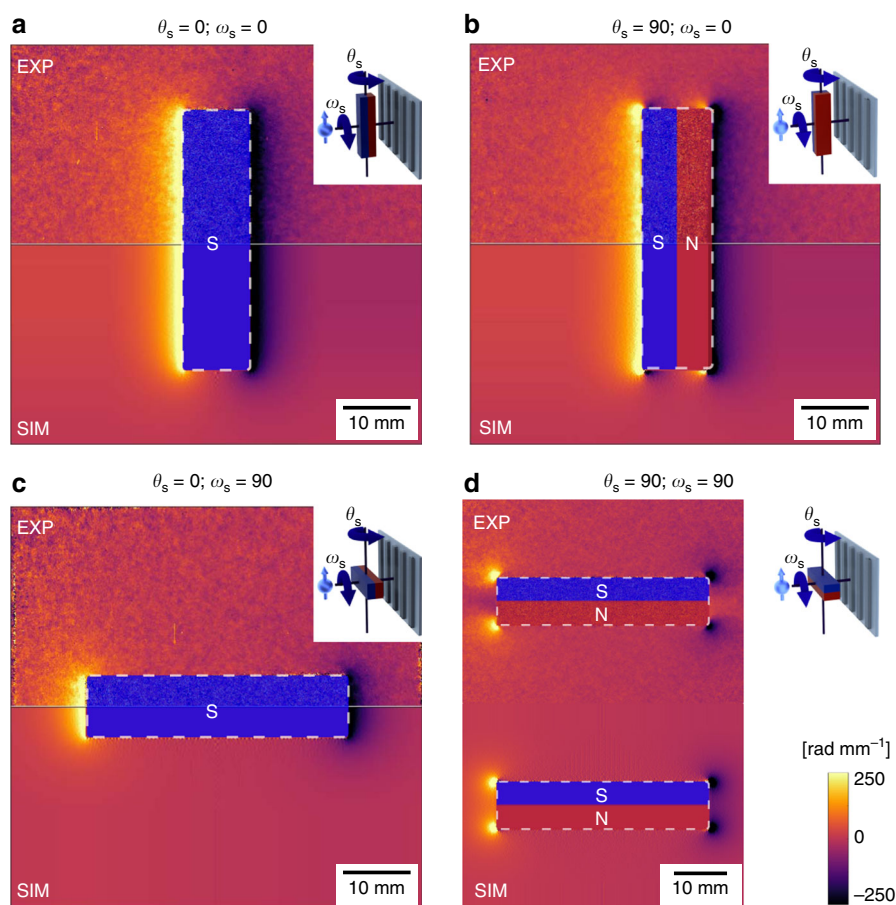 a
θs = 0; ωs = 0
EXP
θs
ωs
S
SIM
10 mm
b
θs = 90; ωs = 0
EXP
θs
ωs
S N
SIM
10 mm
c
θs = 0; ωs = 90
EXP
θs
ωs
S
SIM
10 mm
d
θs = 90; ωs = 90
EXP
θs
ωs
S
N
S
N
SIM
10 mm
[rad mm⁻¹]
250
0
−250